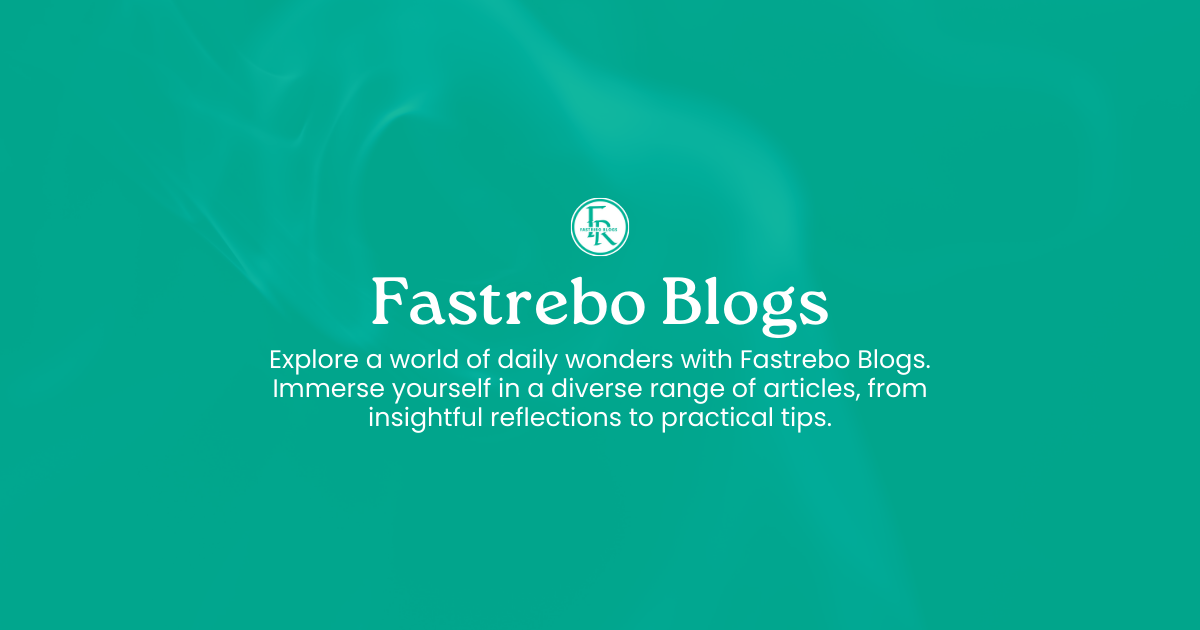 FR
FASTREBO BLOGS
Fastrebo Blogs
Explore a world of daily wonders with Fastrebo Blogs.
Immerse yourself in a diverse range of articles, from
insightful reflections to practical tips.